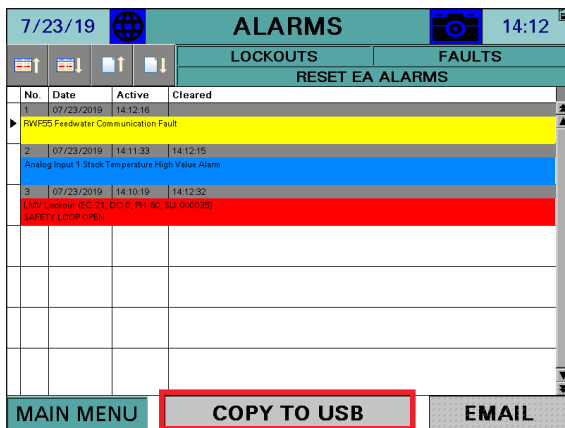 7/23/19 ALARMS 14:12
LOCKOUTS FAULTS
RESET EA ALARMS
No. Date Active Cleared
1 07/23/2019 14:12:16
RWF55 Feedwater Communication Fault
2 07/23/2019 14:11:33 14:12:15
Analog Input 1 Stack Temperature High Value Alarm
3 07/23/2019 14:10:19 14:12:32
LMV Lockout (EC: 21, DC: 0, PH: 60, SU: 000035)
SAFETY LOOP OPEN
MAIN MENU COPY TO USB EMAIL